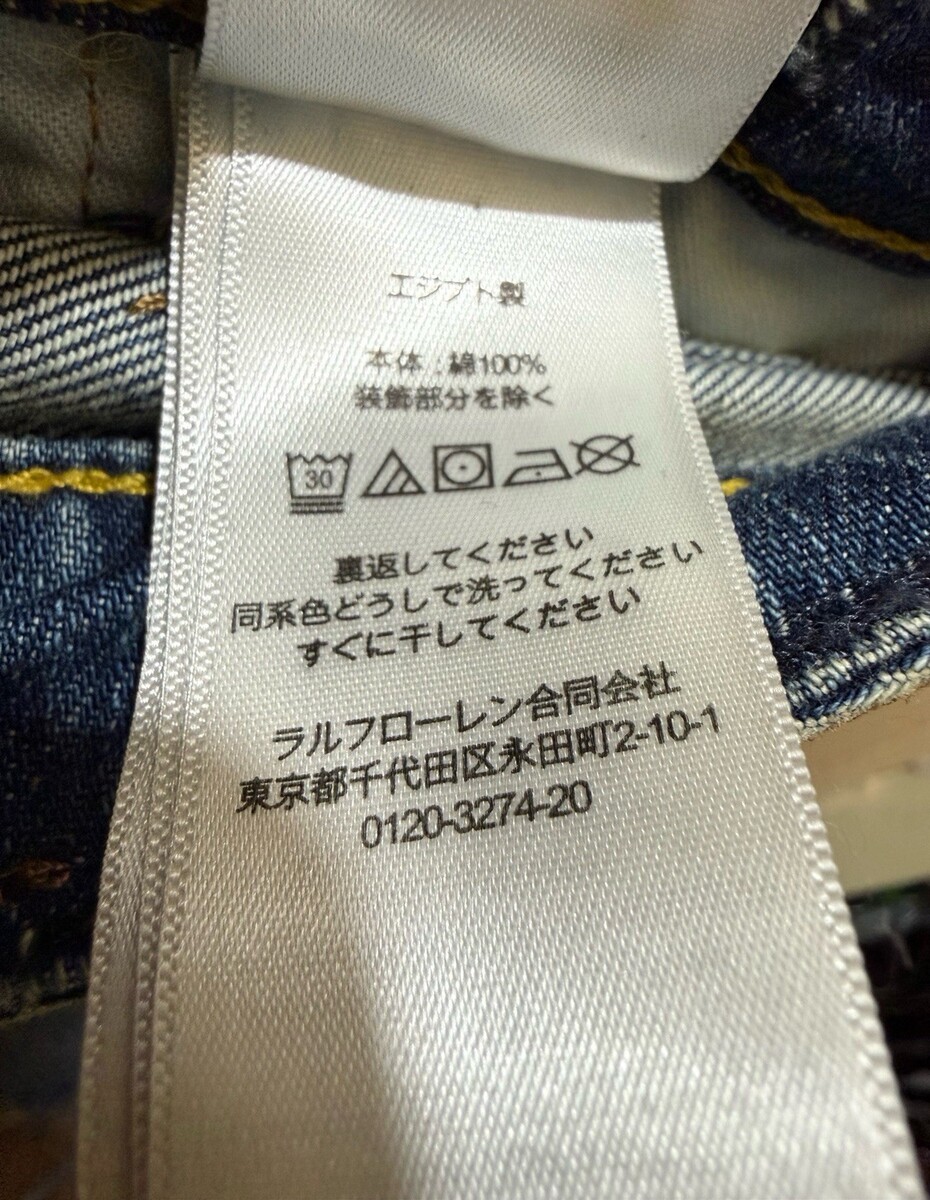 エジプト製
本体 : 綿100%
装飾部分を除く
30
裏返してください
同系色どうしで洗ってください
すぐに干してください
ラルフローレン合同会社
東京都千代田区永田町2-10-1
0120-3274-20